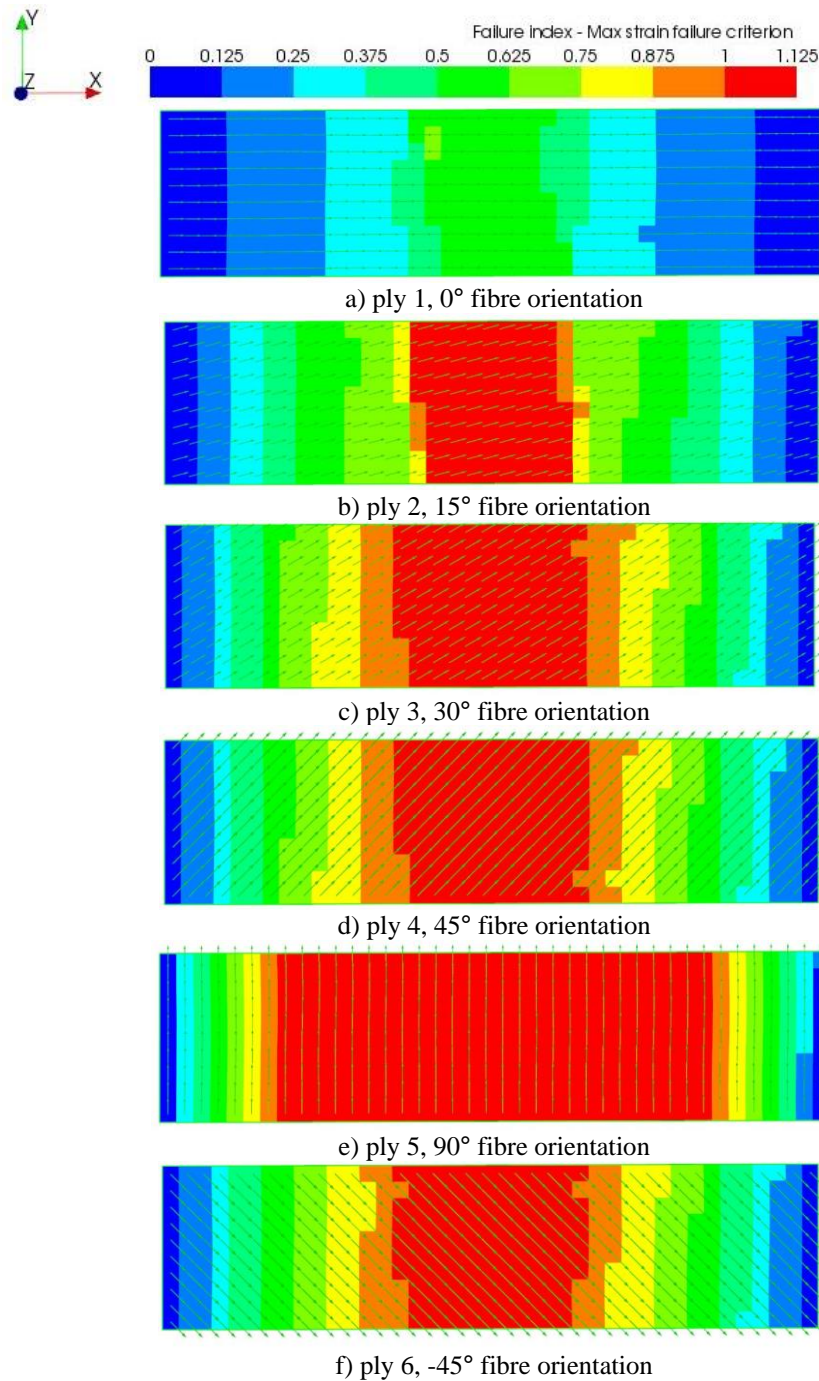 Y
Z X
Failure index - Max strain failure criterion
0 0.125 0.25 0.375 0.5 0.625 0.75 0.875 1 1.125
a) ply 1, 0° fibre orientation
b) ply 2, 15° fibre orientation
c) ply 3, 30° fibre orientation
d) ply 4, 45° fibre orientation
e) ply 5, 90° fibre orientation
f) ply 6, -45° fibre orientation